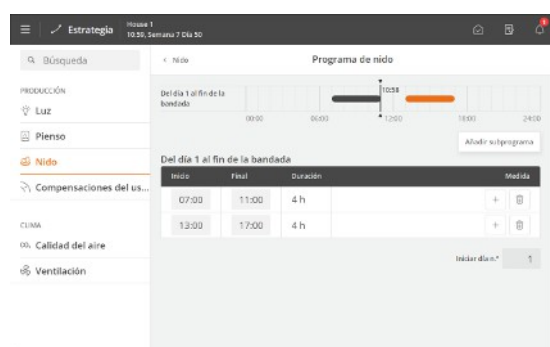 Estrategia
House 1
10:59, Semana 7 Día 50
Búsqueda
< Nido
Programa de nido
PRODUCCIÓN
Luz
Pienso
Nido
Compensaciones del us...
CLIMA
Calidad del aire
Ventilación
Del día 1 al fin de la
bandada
10:58
00:00 06:00 12:00 18:00 24:00
Añadir subprograma
Del día 1 al fin de la bandada
Inicio Final Duración Medida
07:00 11:00 4 h +
13:00 17:00 4 h +
Iniciar día n.º 1